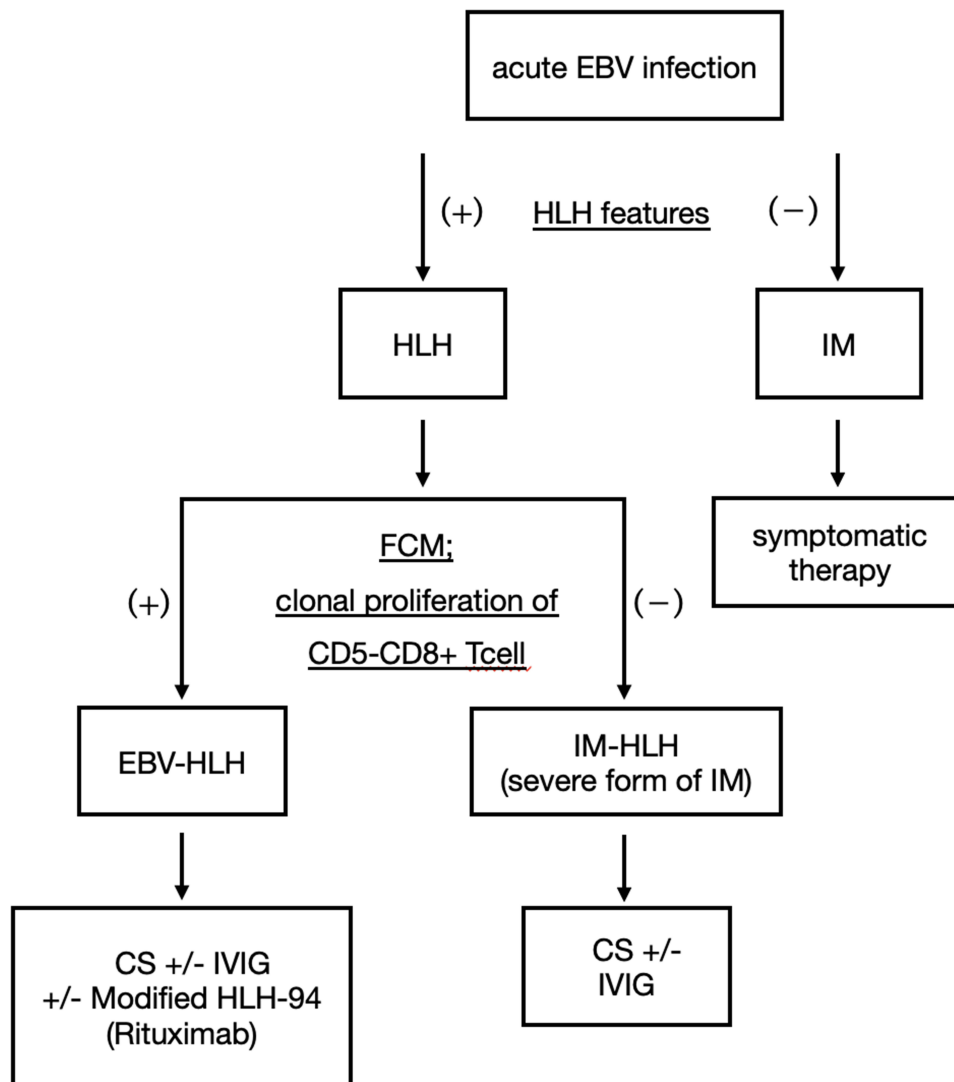 acute EBV infection
(+)
HLH features
(−)
HLH
IM
FCM;
clonal proliferation of
CD5-CD8+ Tcell
(+)
(−)
symptomatic
therapy
EBV-HLH
IM-HLH
(severe form of IM)
CS +/- IVIG
+/- Modified HLH-94
(Rituximab)
CS +/-
IVIG